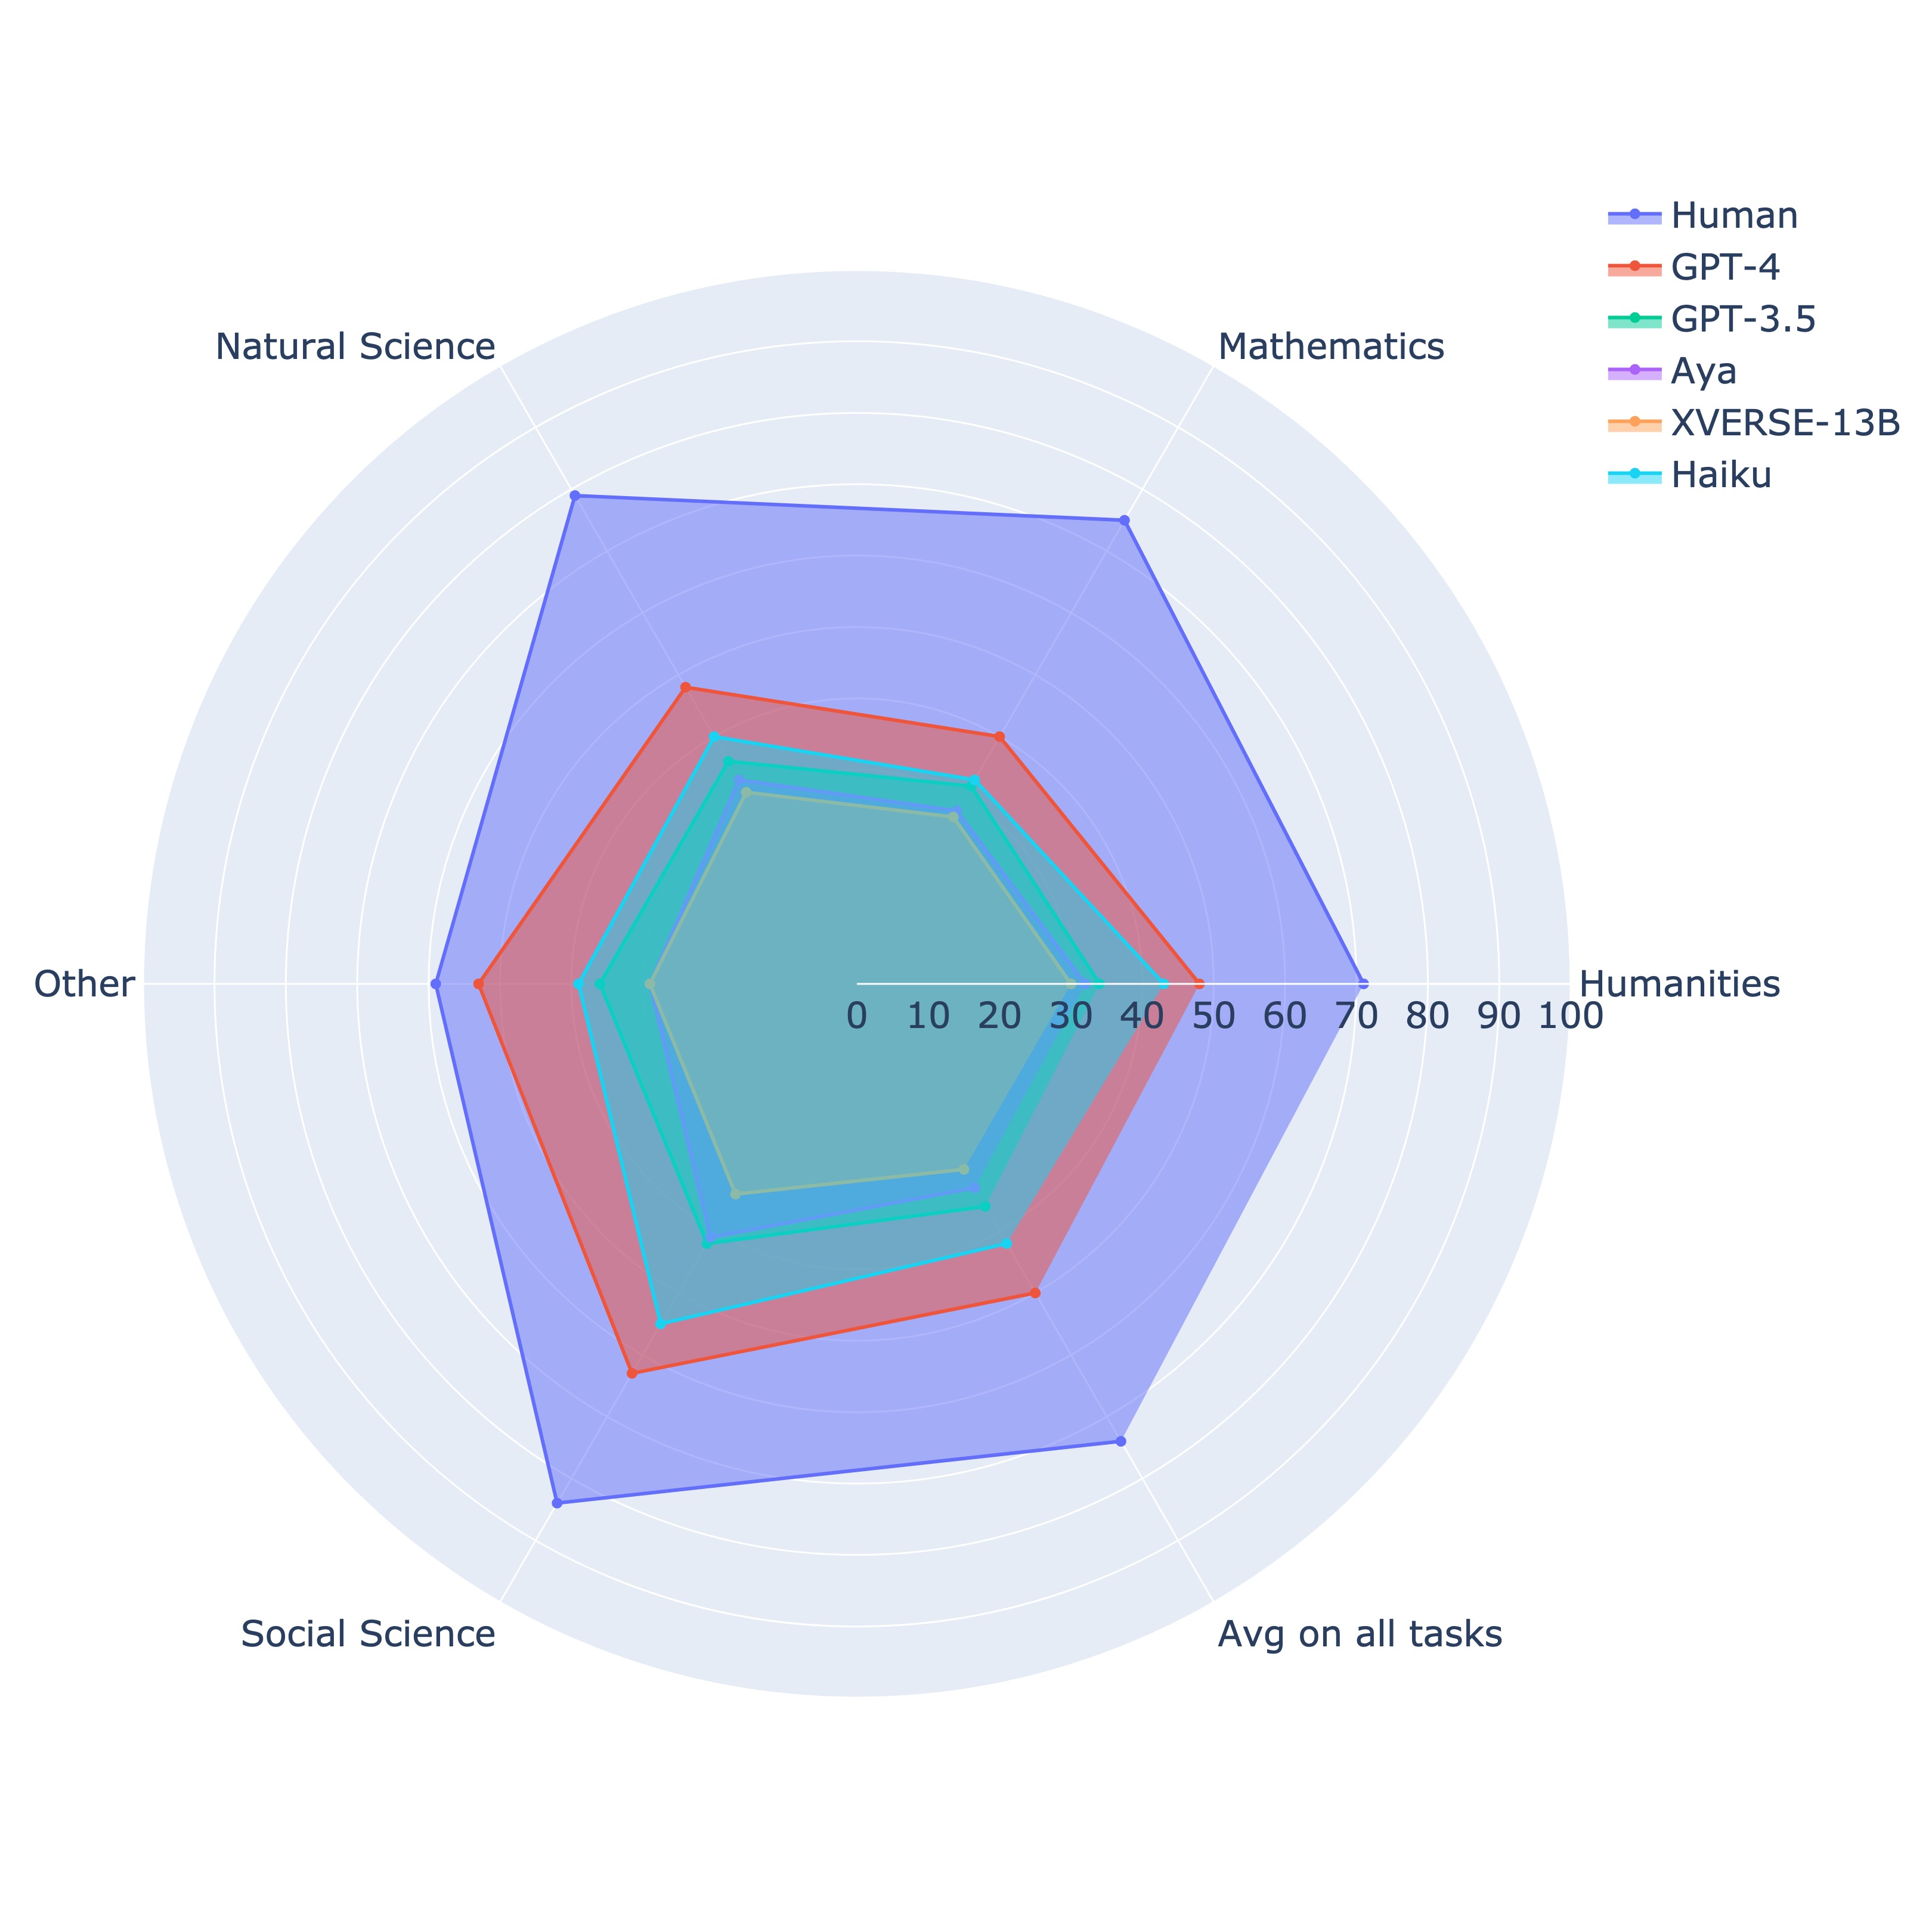 Human
GPT-4
GPT-3.5
Aya
XVERSE-13B
Haiku
Natural Science
Mathematics
Other
Humanities
0 10 20 30 40 50 60 70 80 90 100
Social Science
Avg on all tasks